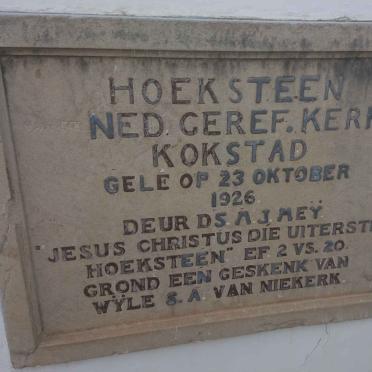 HOEKSTEEN
NED. GEREF. KERK
KOKSTAD
GELE OP 23 OKTOBER
1926
DEUR DS. A. J. MEY.
"JESUS CHRISTUS DIE UITERSTE
HOEKSTEEN" EF 2 VS. 20.
GROND EEN GESKENK VAN
WYLE S. A. VAN NIEKERK